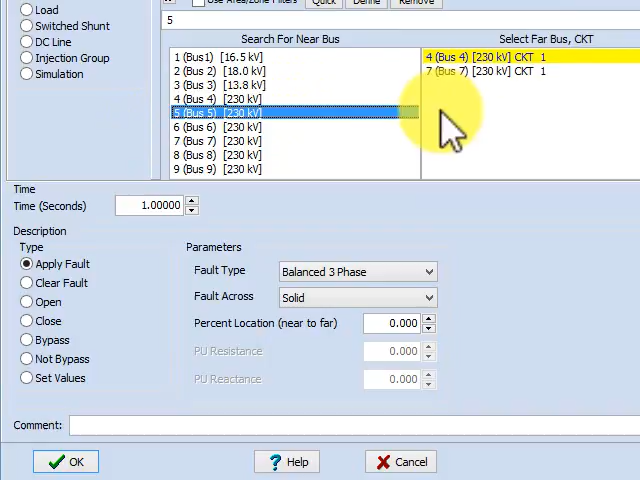 Use Area/Zone Filters Quick Define Remove
Load
Switched Shunt
DC Line
Injection Group
Simulation
5
Search For Near Bus
Select Far Bus, CKT
1 (Bus1) [16.5 kV]
2 (Bus 2) [18.0 kV]
3 (Bus 3) [13.8 kV]
4 (Bus 4) [230 kV]
5 (Bus 5) [230 kV]
6 (Bus 6) [230 kV]
7 (Bus 7) [230 kV]
8 (Bus 8) [230 kV]
9 (Bus 9) [230 kV]
4 (Bus 4) [230 kV] CKT 1
7 (Bus 7) [230 kV] CKT 1
Time
Time (Seconds) 1.00000
Description
Type
Apply Fault
Clear Fault
Open
Close
Bypass
Not Bypass
Set Values
Parameters
Fault Type Balanced 3 Phase
Fault Across Solid
Percent Location (near to far) 0.000
PU Resistance 0.000
PU Reactance 0.000
Comment:
OK ? Help Cancel